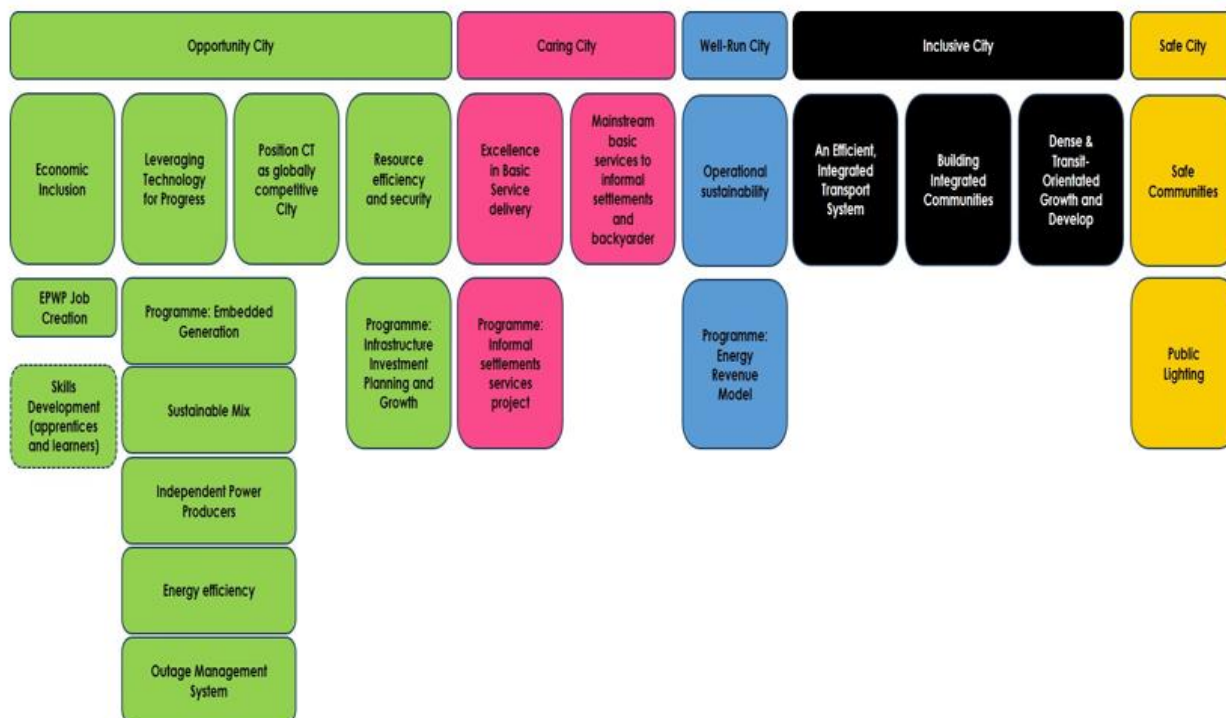 Opportunity City
Caring City
Well-Run City
Inclusive City
Safe City
Economic
Inclusion
Leveraging
Technology
for Progress
Position CT
as globally
competitive
City
Resource
efficiency
and security
Excellence
in Basic
Service
delivery
Mainstream
basic
services to
informal
settlements
and
backyarder
Operational
sustainability
An Efficient,
Integrated
Transport
System
Building
Integrated
Communities
Dense &
Transit-
Orientated
Growth and
Develop
Safe
Communities
EPWP Job
Creation
Skills
Development
(apprentices
and learners)
Programme: Embedded
Generation
Sustainable Mix
Independent Power
Producers
Energy efficiency
Outage Management
System
Programme:
Infrastructure
Investment
Planning and
Growth
Programme:
Informal
settlements
services
project
Programme:
Energy
Revenue
Model
Public
Lighting